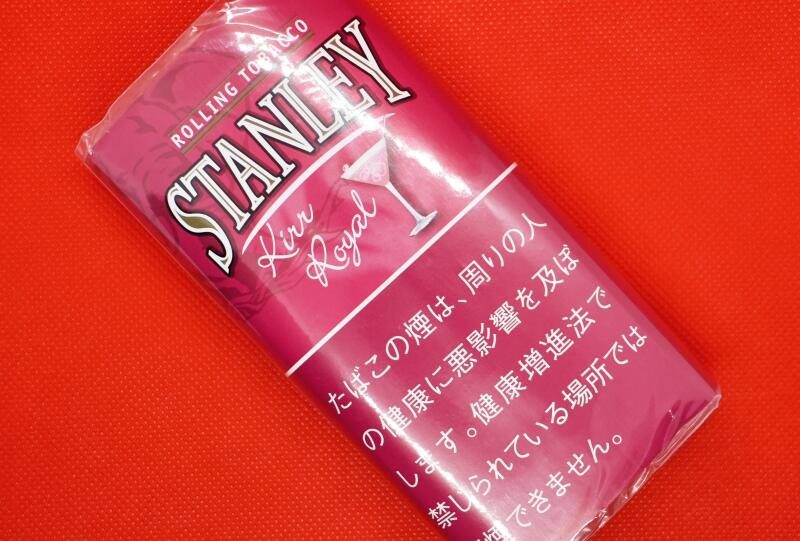 ROLLING TOBACCO
STANLEY
Kirr
Royal
たばこの煙は、周りの人
の健康に悪影響を及ぼ
します。健康増進法で
禁じられている場所では
煙できません。